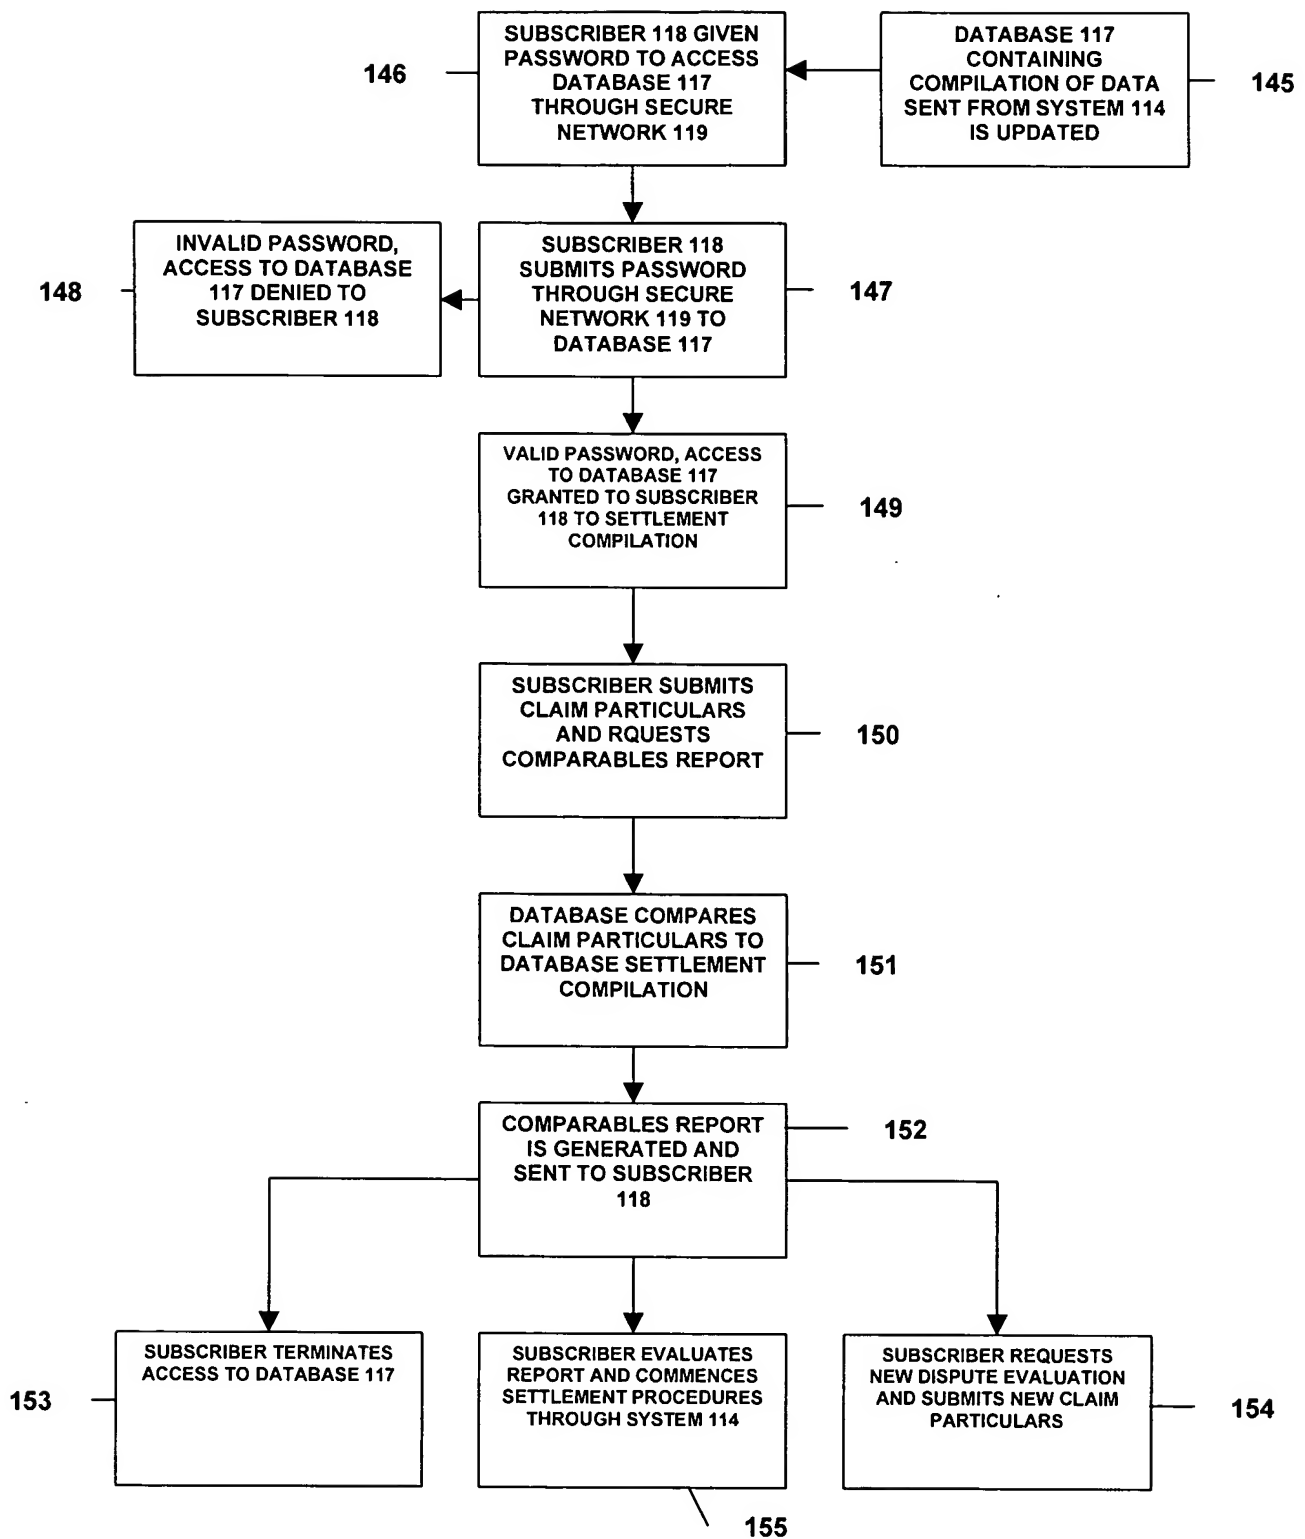 SUBSCRIBER 118 GIVEN
PASSWORD TO ACCESS
DATABASE 117
THROUGH SECURE
NETWORK 119
146
DATABASE 117
CONTAINING
COMPILATION OF DATA
SENT FROM SYSTEM 114
IS UPDATED
145
INVALID PASSWORD,
ACCESS TO DATABASE
117 DENIED TO
SUBSCRIBER 118
148
SUBSCRIBER 118
SUBMITS PASSWORD
THROUGH SECURE
NETWORK 119 TO
DATABASE 117
147
VALID PASSWORD, ACCESS
TO DATABASE 117
GRANTED TO SUBSCRIBER
118 TO SETTLEMENT
COMPILATION
149
SUBSCRIBER SUBMITS
CLAIM PARTICULARS
AND RQUESTS
COMPARABLES REPORT
150
DATABASE COMPARES
CLAIM PARTICULARS TO
DATABASE SETTLEMENT
COMPILATION
151
COMPARABLES REPORT
IS GENERATED AND
SENT TO SUBSCRIBER
118
152
SUBSCRIBER TERMINATES
ACCESS TO DATABASE 117
153
SUBSCRIBER EVALUATES
REPORT AND COMMENCES
SETTLEMENT PROCEDURES
THROUGH SYSTEM 114
155
SUBSCRIBER REQUESTS
NEW DISPUTE EVALUATION
AND SUBMITS NEW CLAIM
PARTICULARS
154